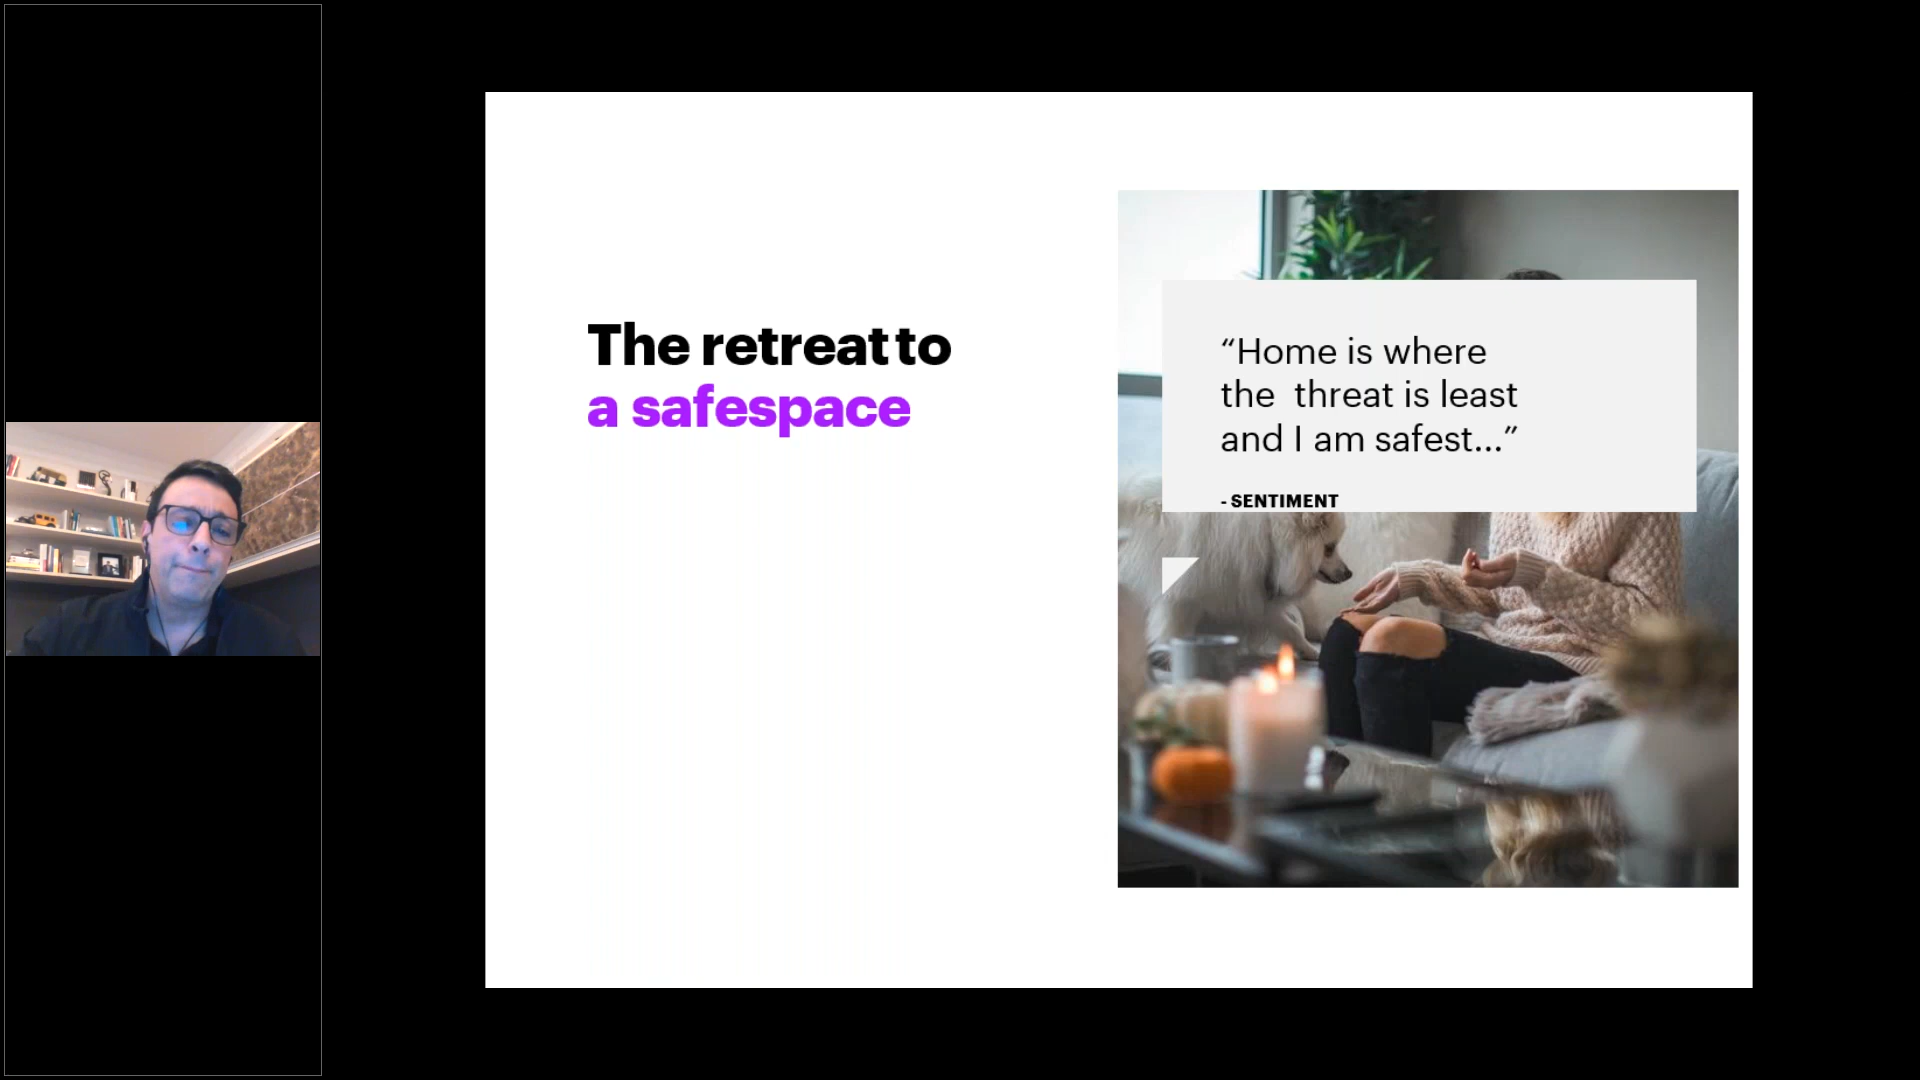 The retreat to
a safespace
“Home is where
the  threat is least
and I am safest...”
- SENTIMENT